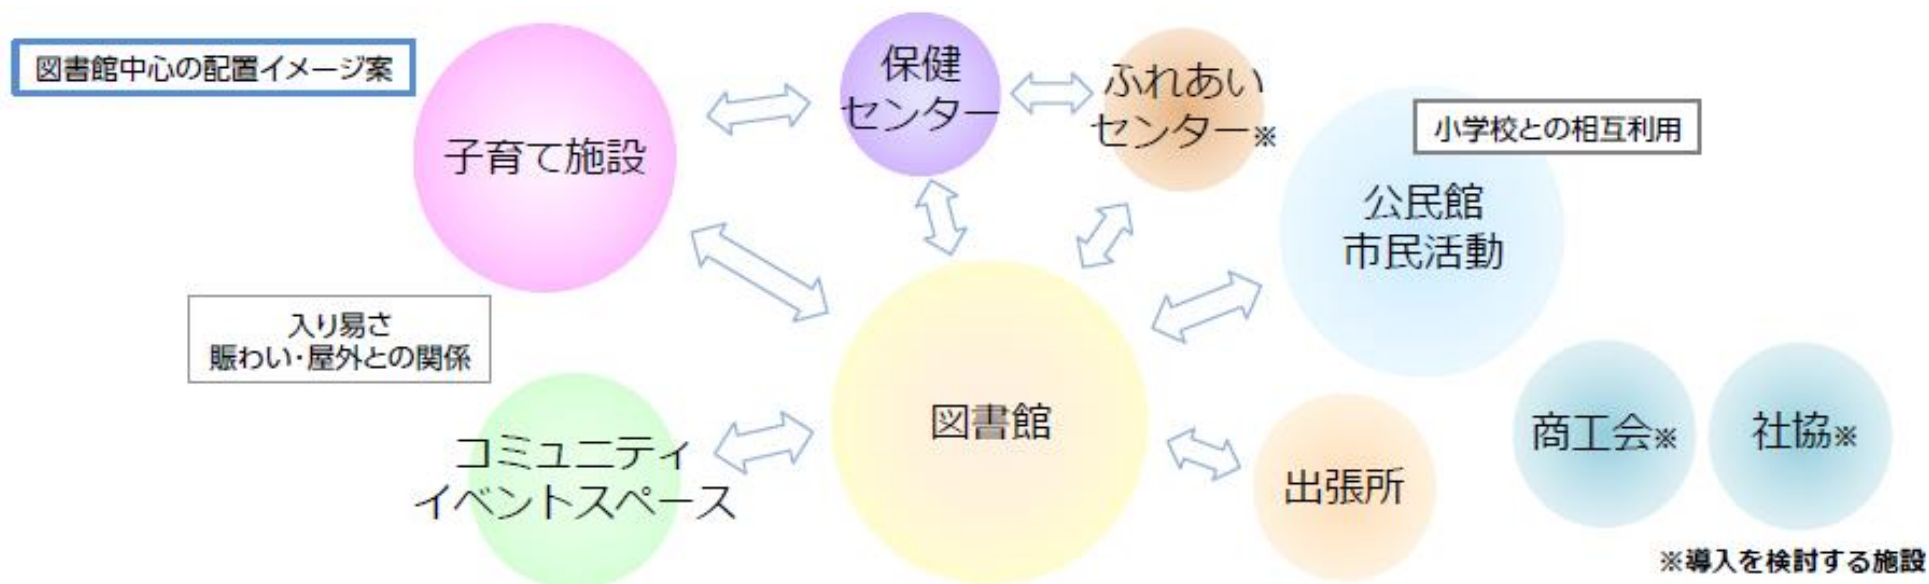 図書館中心の配置イメージ案
子育て施設
保健
センター
ふれあい
センター※
小学校との相互利用
公民館
市民活動
入り易さ
賑わい・屋外との関係
コミュニティ
イベントスペース
図書館
出張所
商工会※
社協※
※導入を検討する施設